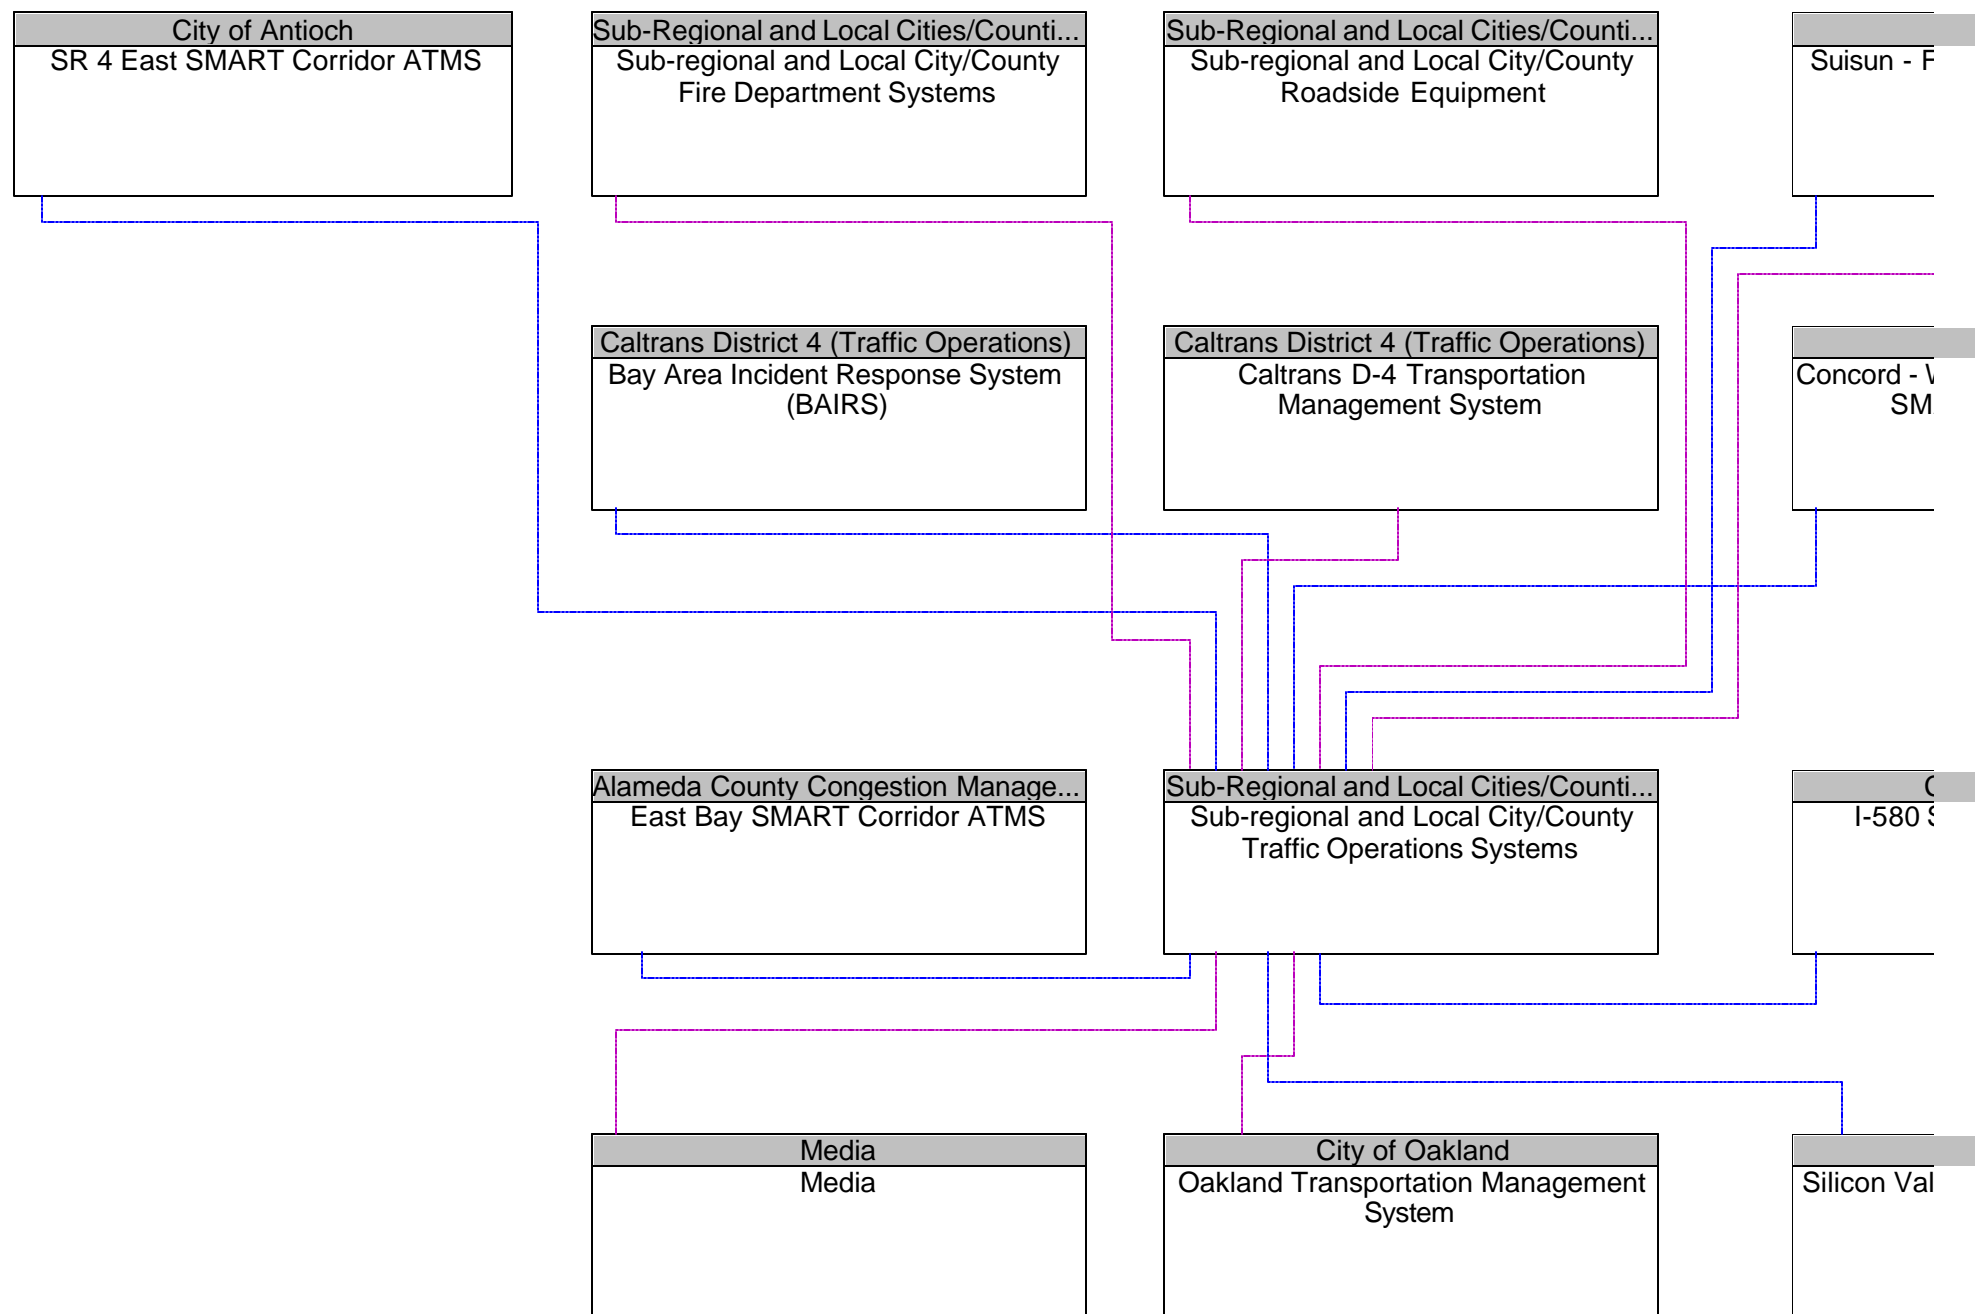 City of Antioch
SR 4 East SMART Corridor ATMS
Sub-Regional and Local Cities/Counti...
Sub-regional and Local City/County
Fire Department Systems
Sub-Regional and Local Cities/Counti...
Sub-regional and Local City/County
Roadside Equipment
Suisun -
Caltrans District 4 (Traffic Operations)
Bay Area Incident Response System
(BAIRS)
Caltrans District 4 (Traffic Operations)
Caltrans D-4 Transportation
Management System
Concord -
SM
Alameda County Congestion Manage...
East Bay SMART Corridor ATMS
Sub-Regional and Local Cities/Counti...
Sub-regional and Local City/County
Traffic Operations Systems
I-580
Media
Media
City of Oakland
Oakland Transportation Management
System
Silicon Val